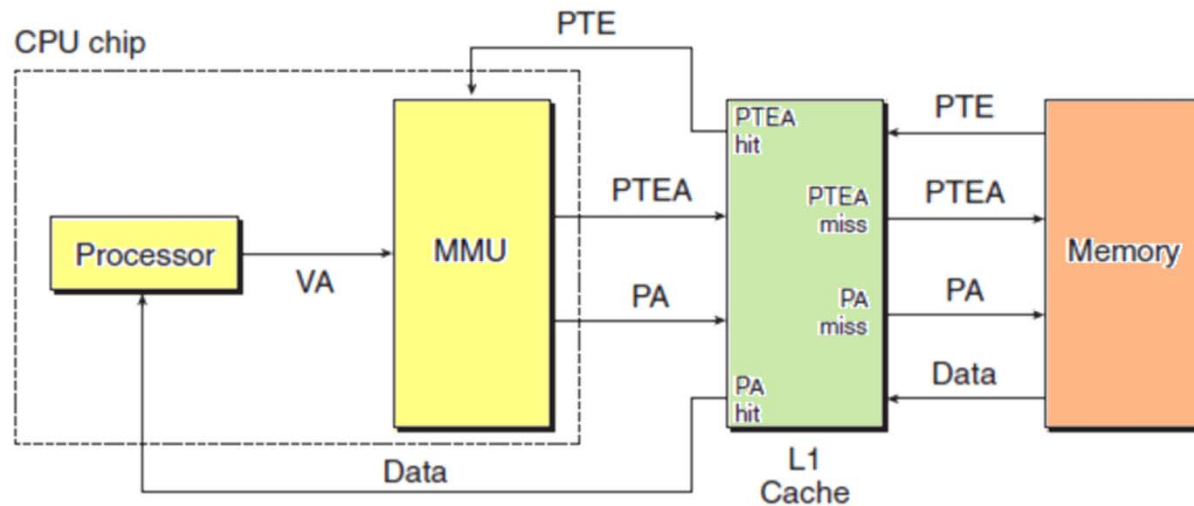 PTE
CPU chip
PTEA
hit
PTE
PTEA
PTEA
miss
PTEA
Processor
VA
MMU
Memory
PA
PA
miss
PA
PA
hit
Data
Data
L1
Cache